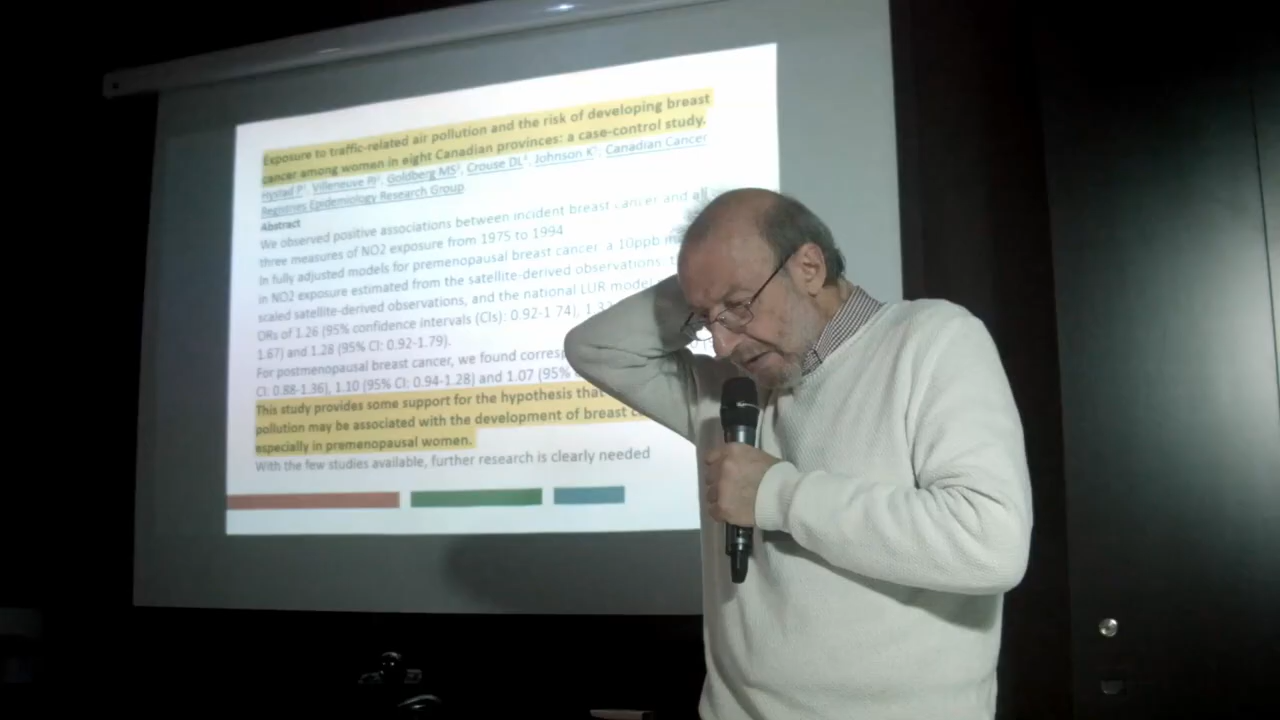 Exposure to traffic-related air pollution and the risk of developing breast
cancer among women in eight Canadian provinces: a case-control study.
Hystad P¹, Villeneuve PJ², Goldberg MS³, Crouse DL⁴, Johnson K⁵, Canadian Cancer
Registries Epidemiology Research Group
Abstract
We observed positive associations between incident breast cancer and all
three measures of NO2 exposure from 1975 to 1994
In fully adjusted models for premenopausal breast cancer, a 10ppb
in NO2 exposure estimated from the satellite-derived observations,
scaled satellite-derived observations, and the national LUR model
ORs of 1.26 (95% confidence intervals (CIs): 0.92-1.74),
1.67) and 1.28 (95% CI: 0.92-1.79).
For postmenopausal breast cancer, we found
CI: 0.88-1.36), 1.10 (95% CI: 0.94-1.28) and 1.07 (95%
This study provides some support for the hypothesis that
pollution may be associated with the development of breast
especially in premenopausal women.
With the few studies available, further research is clearly needed